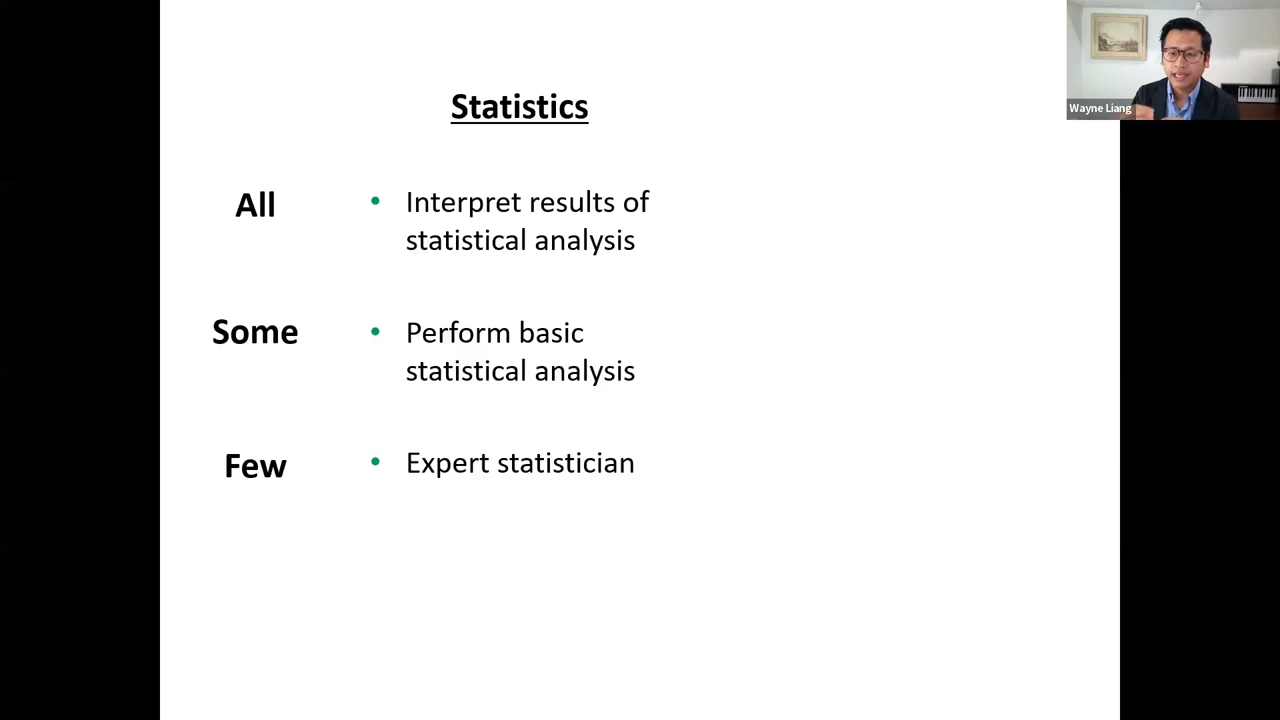 Statistics
Wayne Liang
All
• Interpret results of
statistical analysis
Some
• Perform basic
statistical analysis
Few
• Expert statistician